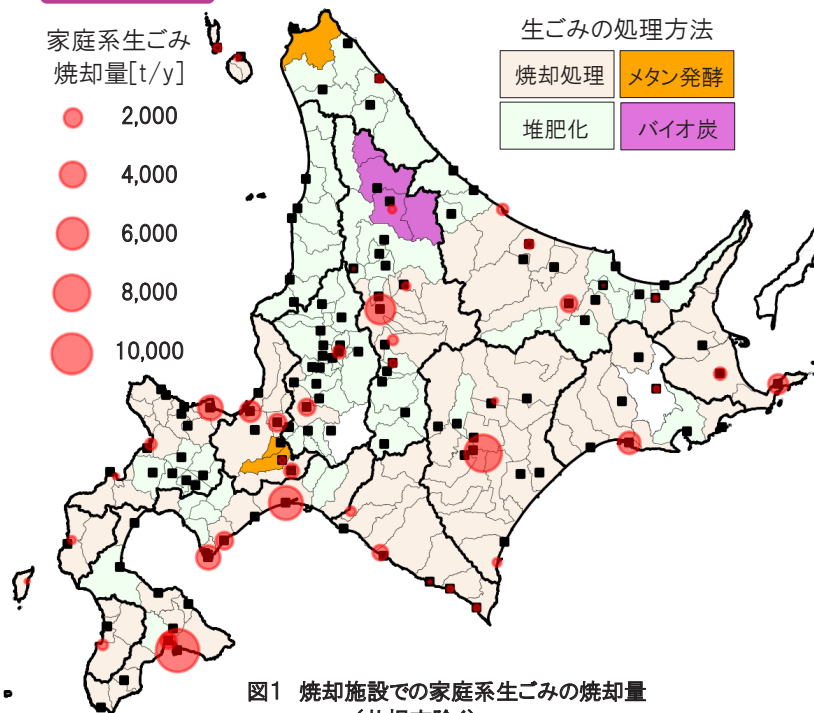 家庭系生ごみ
焼却量[t/y]
2,000
4,000
6,000
8,000
10,000
生ごみの処理方法
焼却処理
メタン発酵
堆肥化
バイオ炭
図1 焼却施設での家庭系生ごみの焼却量